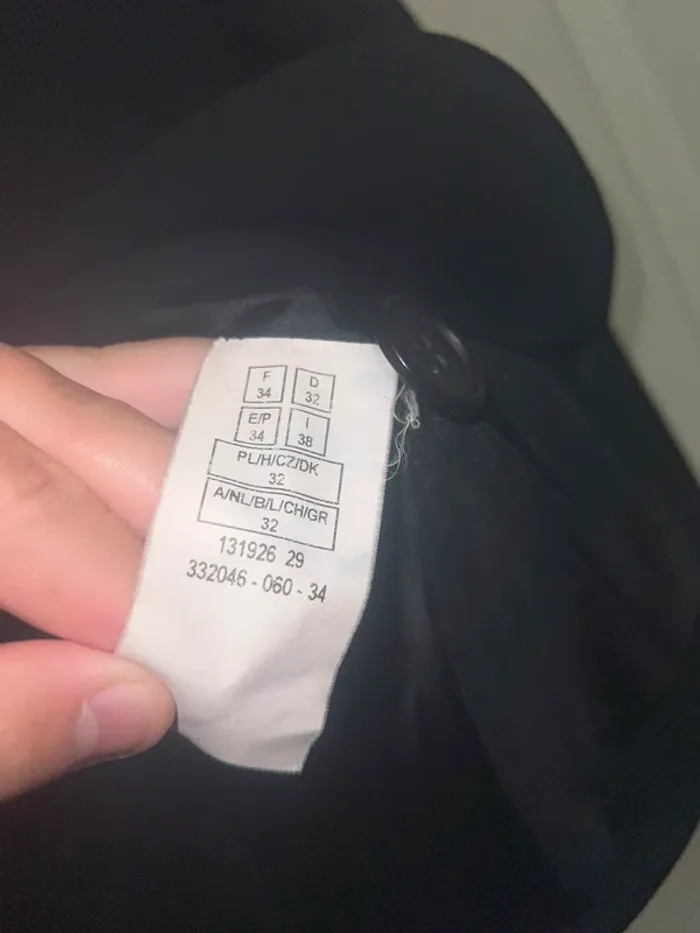 F D
34 32
E/P I
34 38
PL/H/CZ/DK
32
A/NL/B/L/CH/GR
32
131926 29
332046 - 060 - 34